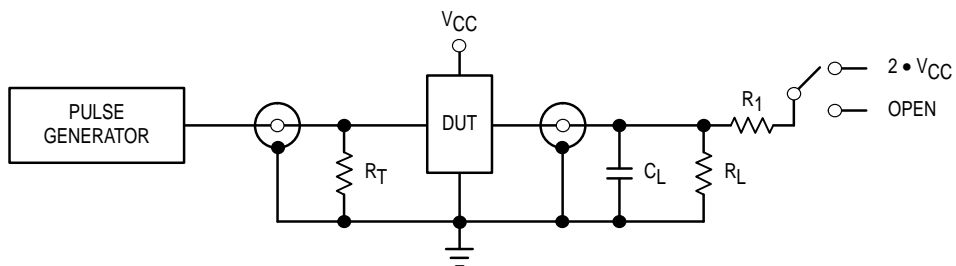 VCC
PULSE
GENERATOR
DUT
RT
CL
RL
R1
2 • VCC
OPEN